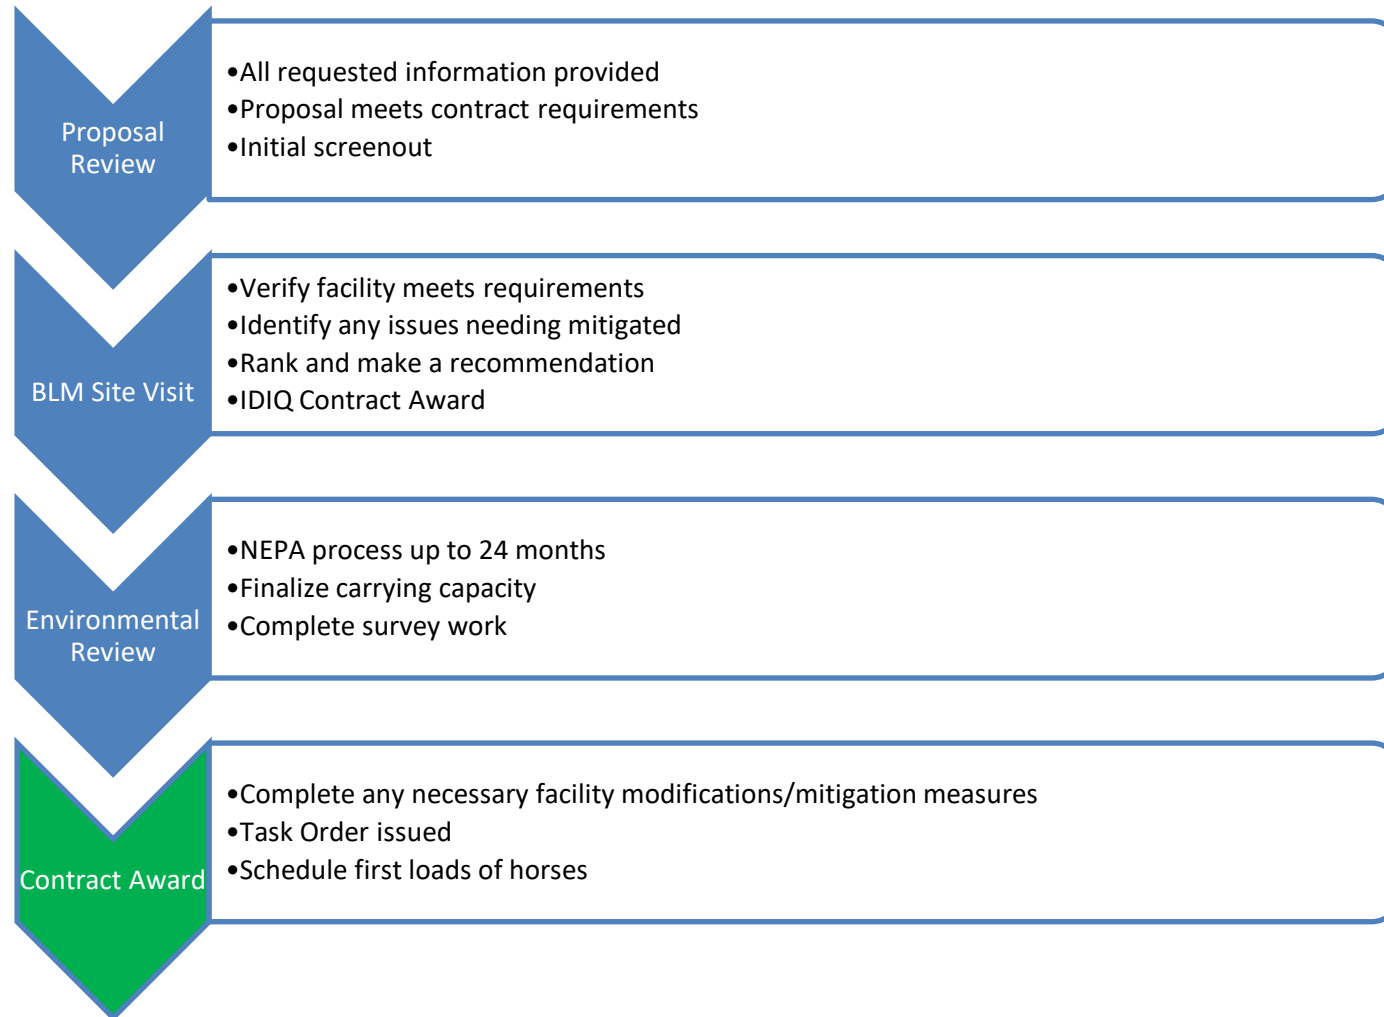 Proposal
Review
•All requested information provided
•Proposal meets contract requirements
•Initial screenout
BLM Site Visit
•Verify facility meets requirements
•Identify any issues needing mitigated
•Rank and make a recommendation
•IDIQ Contract Award
Environmental
Review
•NEPA process up to 24 months
•Finalize carrying capacity
•Complete survey work
Contract Award
•Complete any necessary facility modifications/mitigation measures
•Task Order issued
•Schedule first loads of horses